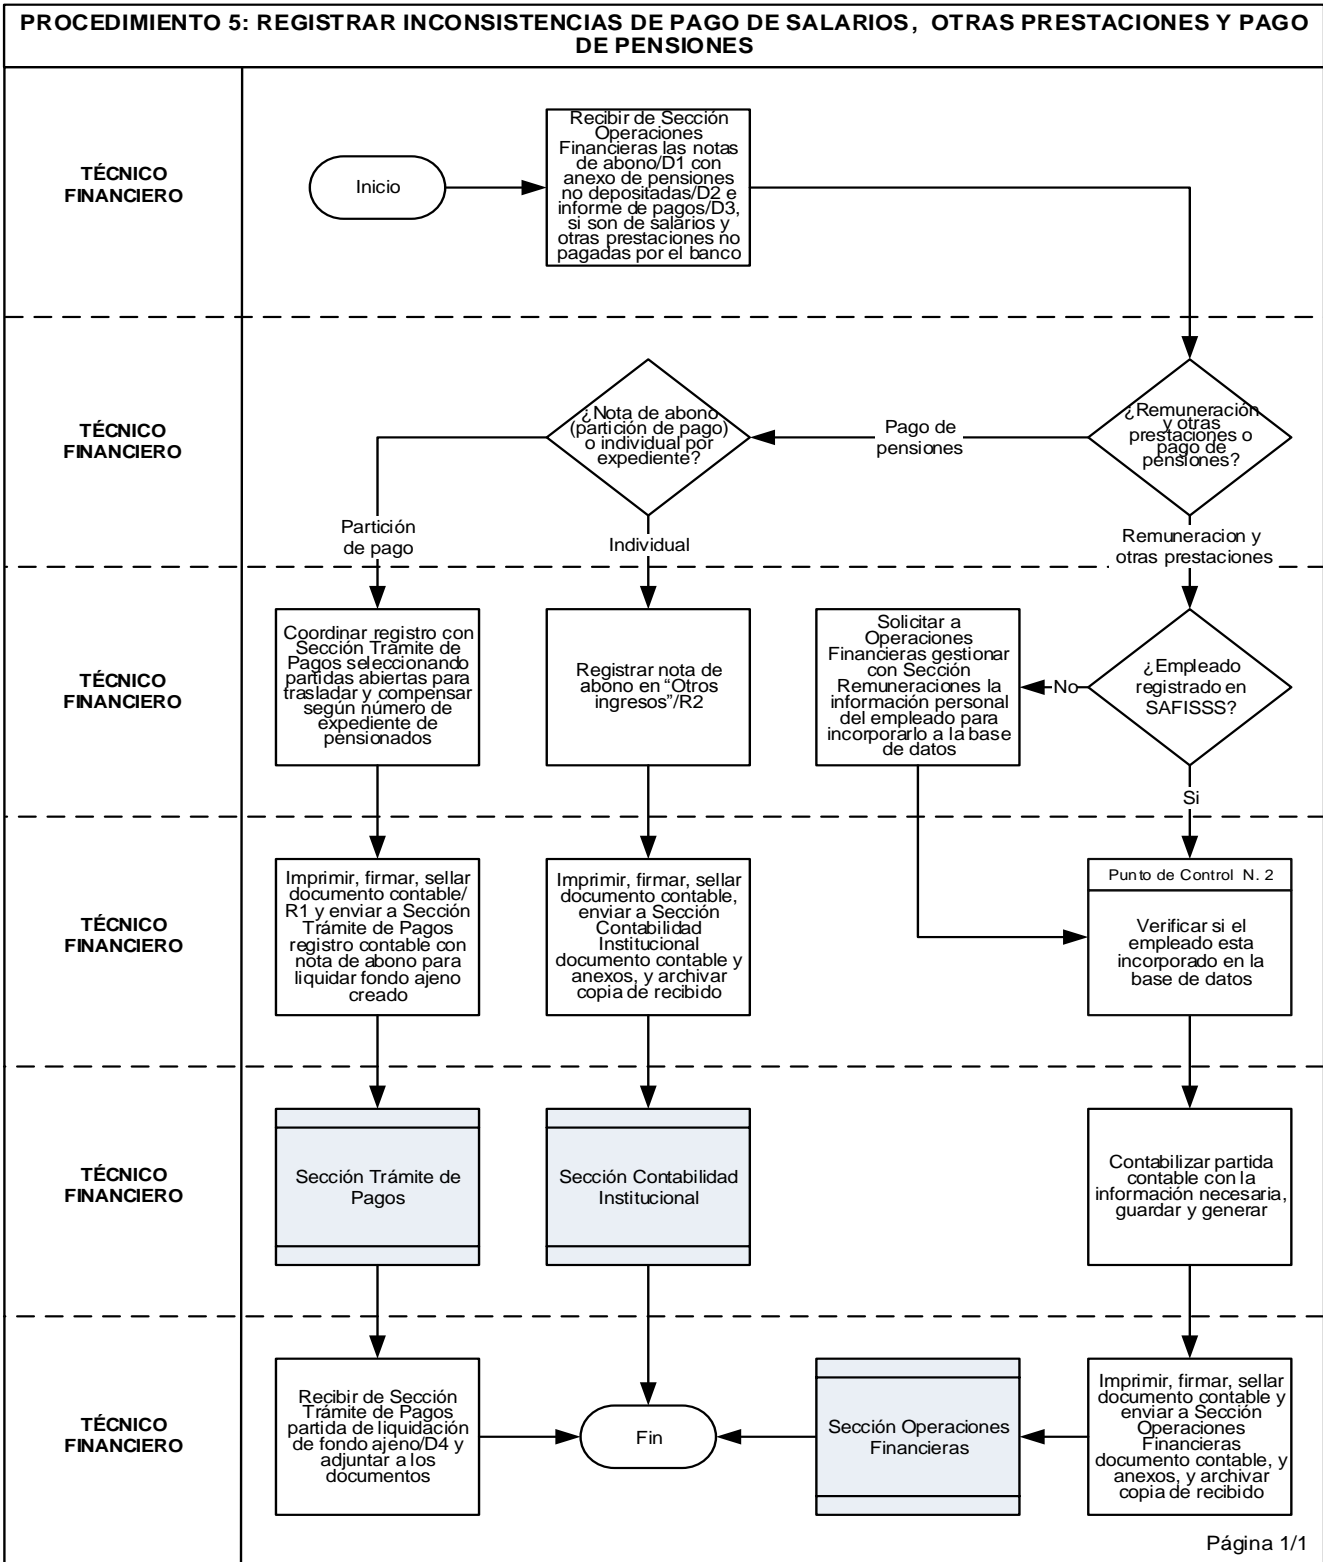 PROCEDIMIENTO 5: REGISTRAR INCONSISTENCIAS DE PAGO DE SALARIOS, OTRAS PRESTACIONES Y PAGO
DE PENSIONES
TÉCNICO
FINANCIERO
Inicio
Recibir de Sección
Operaciones
Financieras las notas
de abono/D1 con
anexo de pensiones
no depositadas/D2 e
informe de pagos/D3,
si son de salarios y
otras prestaciones no
pagadas por el banco
TÉCNICO
FINANCIERO
¿Nota de abono
(partición de pago)
o individual por
expediente?
Pago de
pensiones
¿Remuneración
y otras
prestaciones o
pago de
pensiones?
Partición
de pago
Individual
Remuneracion y
otras prestaciones
TÉCNICO
FINANCIERO
Coordinar registro con
Sección Trámite de
Pagos seleccionando
partidas abiertas para
trasladar y compensar
según número de
expediente de
pensionados
Registrar nota de
abono en “Otros
ingresos”/R2
Solicitar a
Operaciones
Financieras gestionar
con Sección
Remuneraciones la
información personal
del empleado para
incorporarlo a la base
de datos
No
¿Empleado
registrado en
SAFISSS?
Si
TÉCNICO
FINANCIERO
Imprimir, firmar, sellar
documento contable/
R1 y enviar a Sección
Trámite de Pagos
registro contable con
nota de abono para
liquidar fondo ajeno
creado
Imprimir, firmar, sellar
documento contable,
enviar a Sección
Contabilidad
Institucional
documento contable y
anexos, y archivar
copia de recibido
Punto de Control N. 2
Verificar si el
empleado esta
incorporado en la
base de datos
TÉCNICO
FINANCIERO
Sección Trámite de
Pagos
Sección Contabilidad
Institucional
Contabilizar partida
contable con la
información necesaria,
guardar y generar
TÉCNICO
FINANCIERO
Recibir de Sección
Trámite de Pagos
partida de liquidación
de fondo ajeno/D4 y
adjuntar a los
documentos
Fin
Sección Operaciones
Financieras
Imprimir, firmar, sellar
documento contable y
enviar a Sección
Operaciones
Financieras
documento contable, y
anexos, y archivar
copia de recibido
Página 1/1